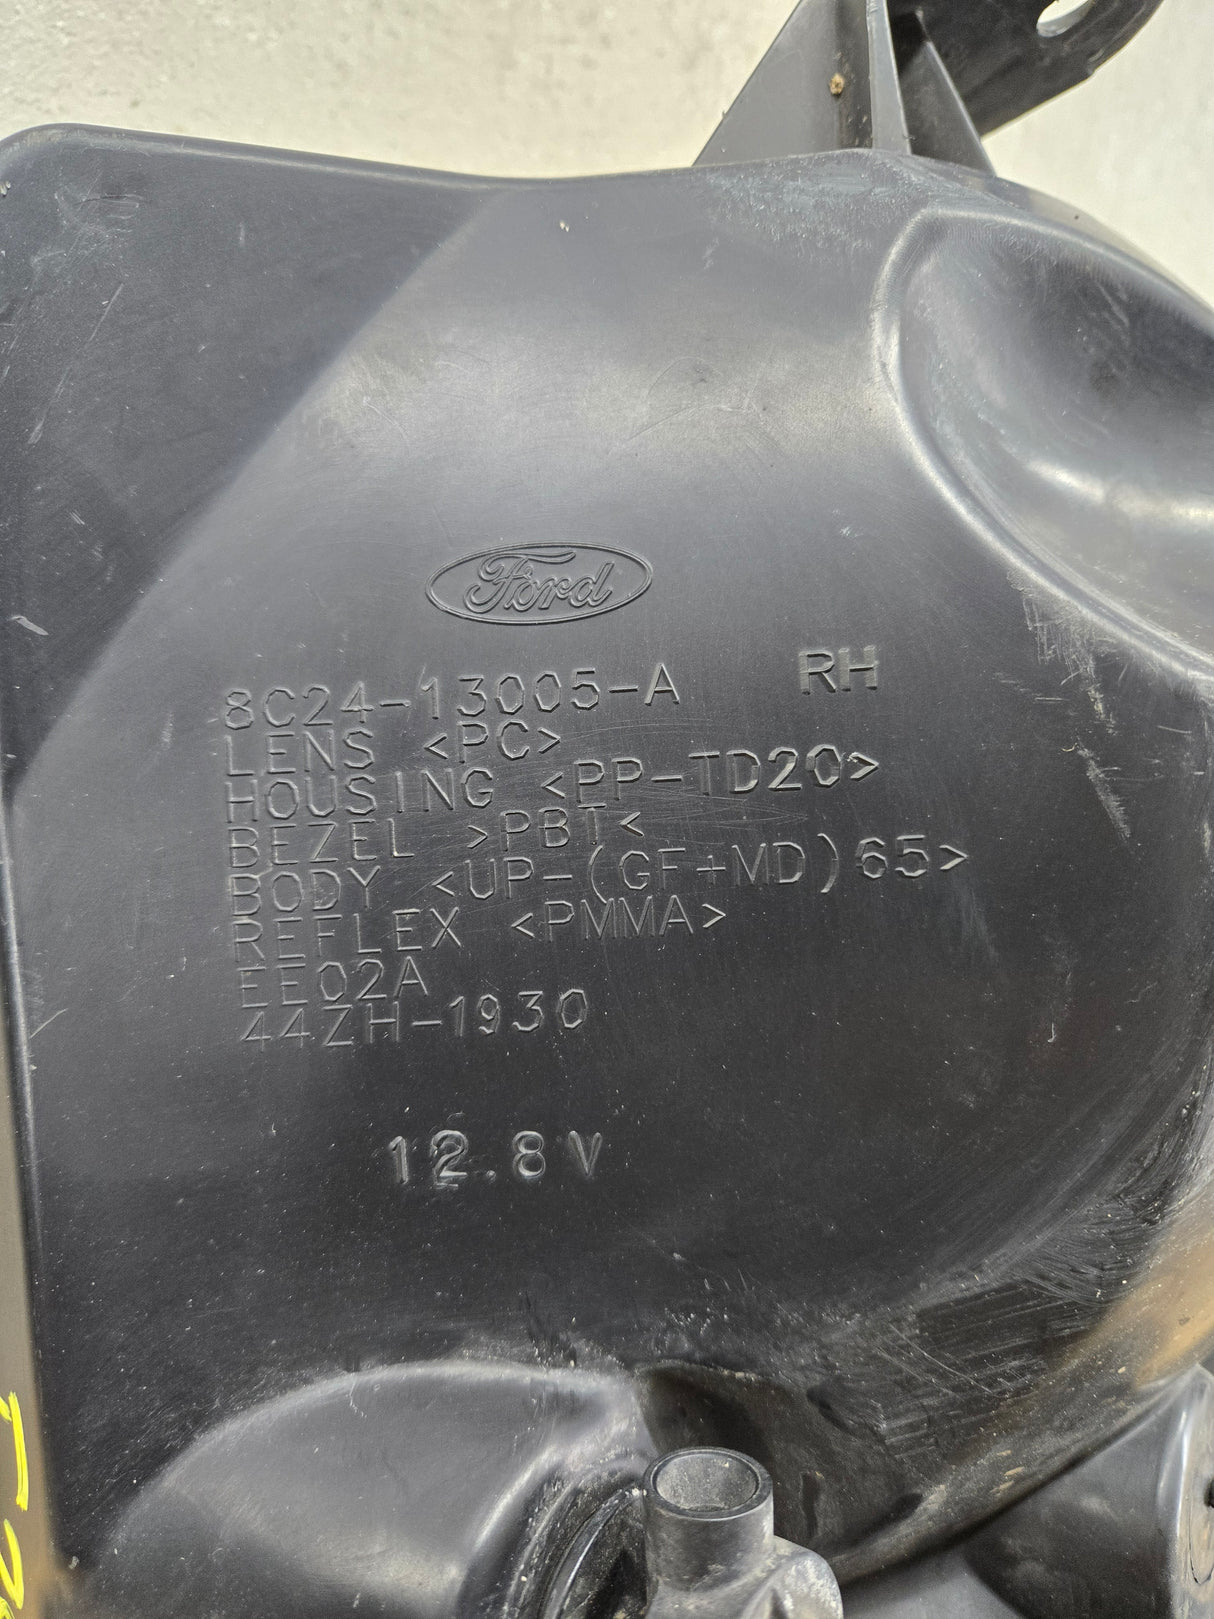 Ford
8C24-13005-A RH
LENS <PC>
HOUSING <PP-TD20>
BEZEL >PBT<
BODY <UP-(GF+MD)65>
REFLEX <PMMA>
EE02A
44ZH-1930
12.8V